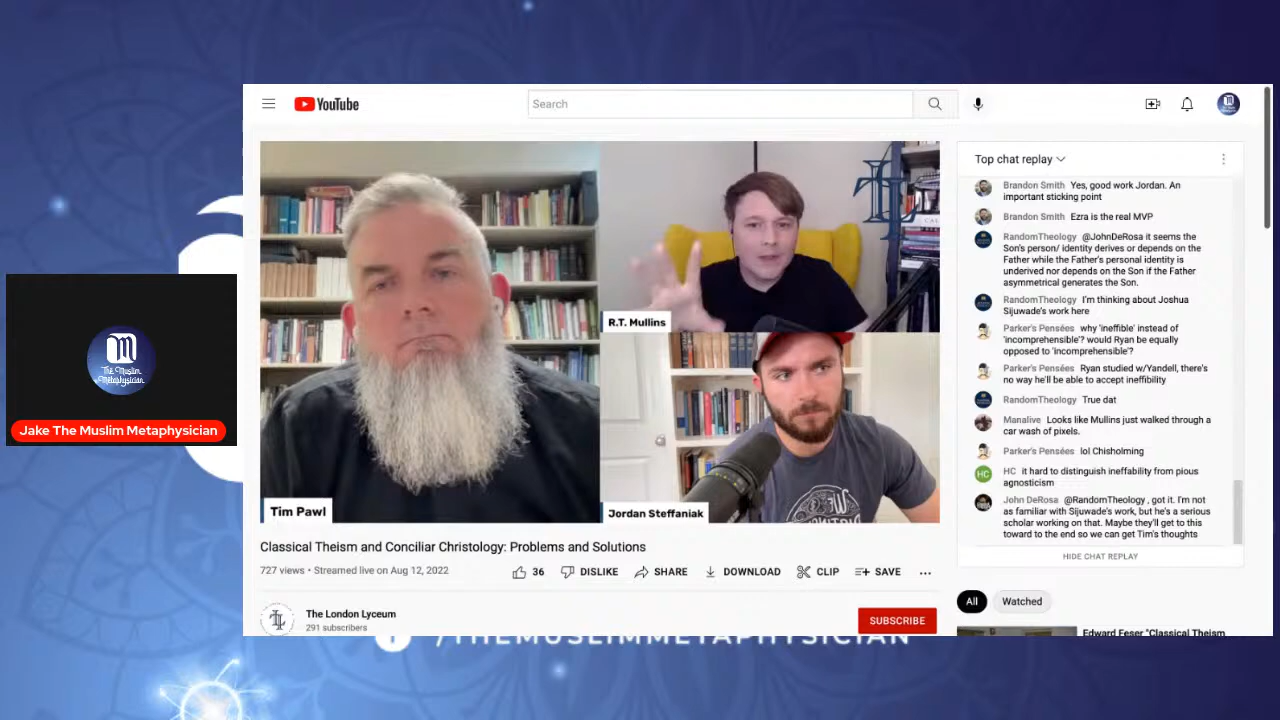 YouTube
Search
Top chat replay
Brandon Smith Yes, good work Jordan. An
important sticking point
Brandon Smith Ezra is the real MVP
RandomTheology @JohnDeRosa it seems the
Son's person/ identity derives or depends on the
Father while the Father's personal identity is
underived nor depends on the Son if the Father
asymmetrical generates the Son.
RandomTheology I'm thinking about Joshua
Sijuwade's work here
Parker's Pensées why 'ineffible' instead of
'incomprehensible'? would Ryan be equally
opposed to 'incomprehensible'?
Parker's Pensées Ryan studied w/Yandell, there's
no way he'll be able to accept ineffibility
RandomTheology True dat
Manalive Looks like Mullins just walked through a
car wash of pixels.
Parker's Pensées lol Chisholming
HC it hard to distinguish ineffability from pious
agnosticism
HC
John DeRosa @RandomTheology , got it. I'm not
as familiar with Sijuwade's work, but he's a serious
scholar working on that. Maybe they'll get to this
toward to the end so we can get Tim's thoughts
HIDE CHAT REPLAY
R.T. Mullins
Tim Pawl
Jordan Steffaniak
The Muslim
Metaphysician
Jake The Muslim Metaphysician
Classical Theism and Conciliar Christology: Problems and Solutions
727 views • Streamed live on Aug 12, 2022
36
DISLIKE
SHARE
DOWNLOAD
CLIP
SAVE
The London Lyceum
291 subscribers
SUBSCRIBE
All
Watched
Edward Feser "Classical Theism
/THEMUSLIMMETAPHYSICIAN